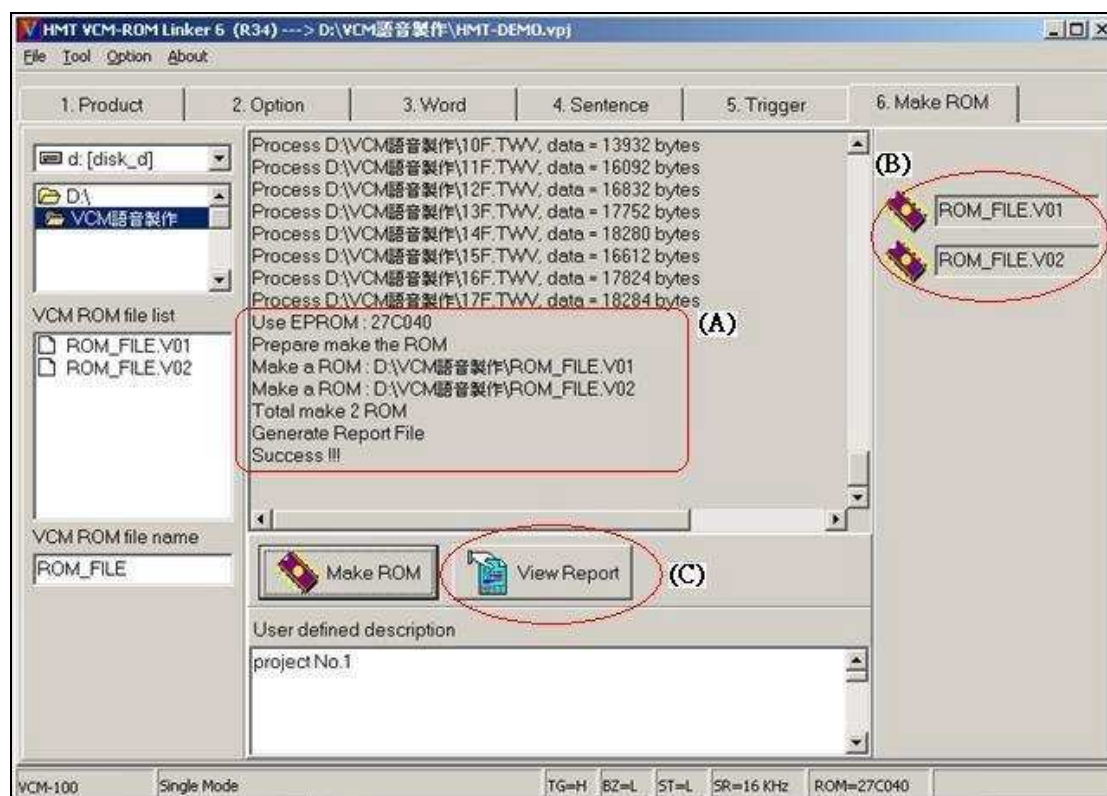 HMT VCM-ROM Linker 6 (R34) ---> D:\VCM語音製作\HMT-DEMO.vpj
File Tool Option About
1. Product 2. Option 3. Word 4. Sentence 5. Trigger 6. Make ROM
d: [disk_d]
D:\
VCM語音製作
VCM ROM file list
ROM_FILE.V01
ROM_FILE.V02
VCM ROM file name
ROM_FILE
Process D:\VCM語音製作\10F.TWV, data = 13932 bytes
Process D:\VCM語音製作\11F.TWV, data = 16092 bytes
Process D:\VCM語音製作\12F.TWV, data = 16832 bytes
Process D:\VCM語音製作\13F.TWV, data = 17752 bytes
Process D:\VCM語音製作\14F.TWV, data = 18280 bytes
Process D:\VCM語音製作\15F.TWV, data = 16612 bytes
Process D:\VCM語音製作\16F.TWV, data = 17824 bytes
Process D:\VCM語音製作\17F.TWV, data = 18284 bytes
Use EPROM : 27C040
Prepare make the ROM
Make a ROM : D:\VCM語音製作\ROM_FILE.V01
Make a ROM : D:\VCM語音製作\ROM_FILE.V02
Total make 2 ROM
Generate Report File
Success !!!
(A)
(B)
ROM_FILE.V01
ROM_FILE.V02
Make ROM View Report (C)
User defined description
project No.1
VCM-100 Single Mode TG=H BZ=L ST=L SR=16 KHz ROM=27C040